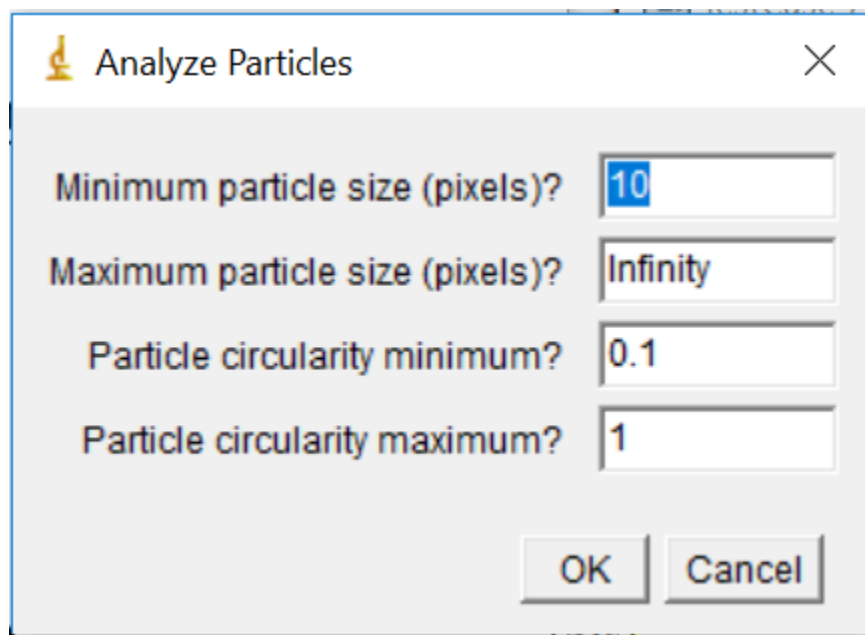 Analyze Particles
Minimum particle size (pixels)? 10
Maximum particle size (pixels)? Infinity
Particle circularity minimum? 0.1
Particle circularity maximum? 1
OK Cancel